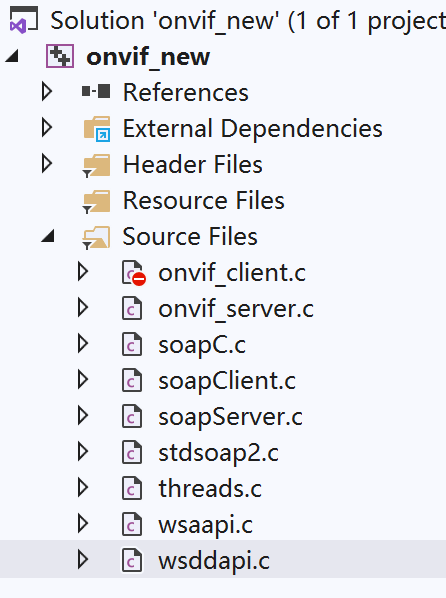 Solution 'onvif_new' (1 of 1 project
onvif_new
References
External Dependencies
Header Files
Resource Files
Source Files
onvif_client.c
onvif_server.c
soapC.c
soapClient.c
soapServer.c
stdsoap2.c
threads.c
wsaapi.c
wsddapi.c